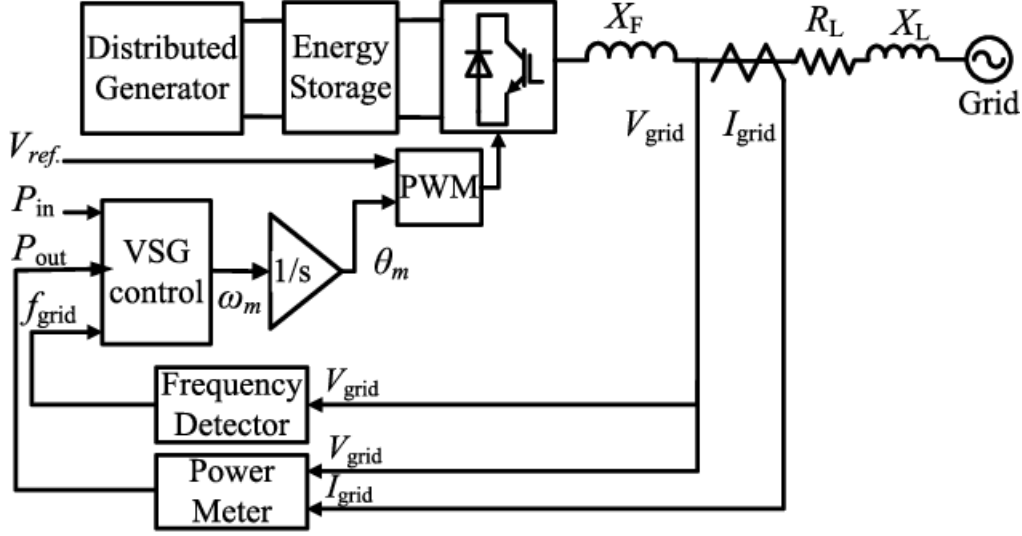 Distributed
Generator
Energy
Storage
X_F
R_L
X_L
Grid
V_grid
I_grid
V_ref.
PWM
P_in
P_out
f_grid
VSG
control
ω_m
1/s
θ_m
Frequency
Detector
V_grid
Power
Meter
V_grid
I_grid